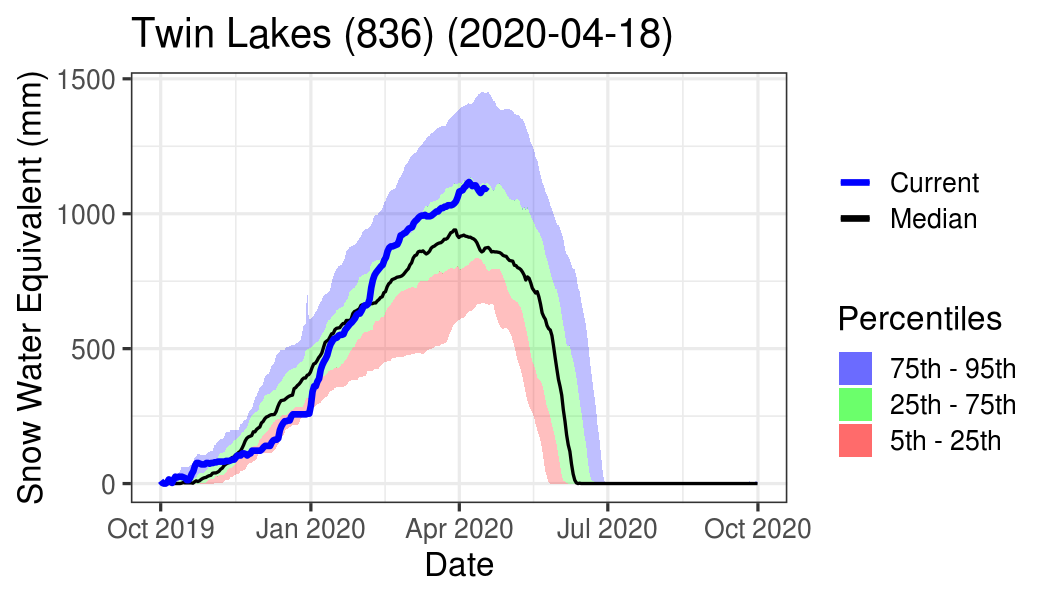 Twin Lakes (836) (2020-04-18)
Snow Water Equivalent (mm)
1500
1000
500
0
Oct 2019 Jan 2020 Apr 2020 Jul 2020 Oct 2020
Date
Current
Median
Percentiles
75th - 95th
25th - 75th
5th - 25th